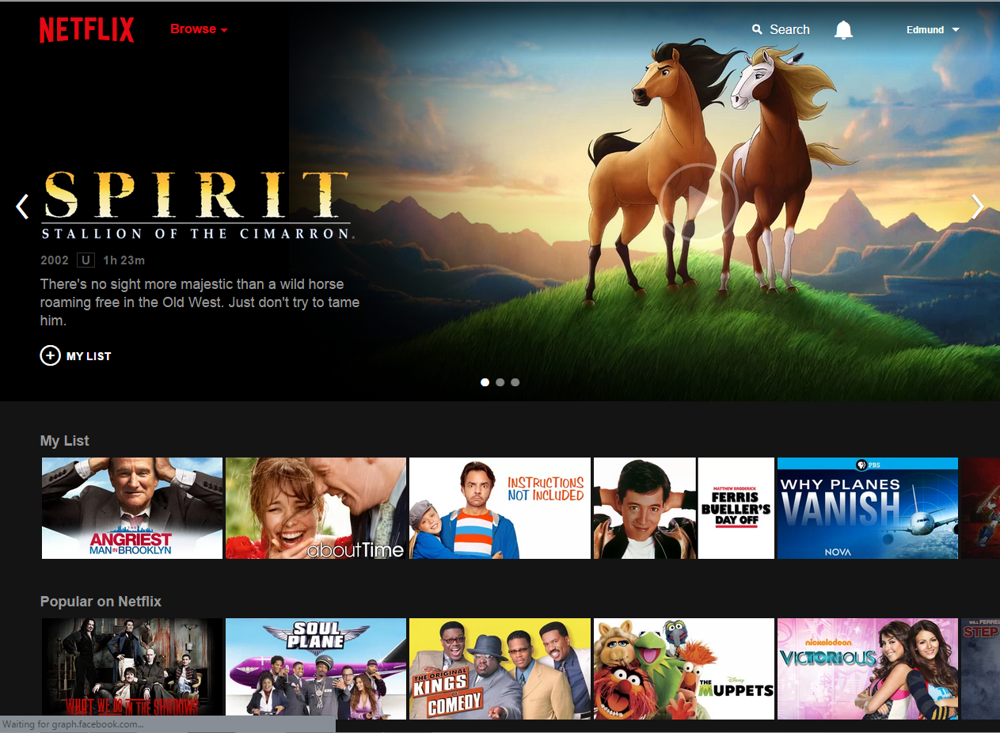 NETFLIX Browse Search Edmund
SPIRIT
STALLION OF THE CIMARRON.
2002 U 1h 23m
There's no sight more majestic than a wild horse
roaming free in the Old West. Just don't try to tame
him.
+ MY LIST
My List
THE
ANGRIEST
MAN IN BROOKLYN
aboutTime
INSTRUCTIONS
NOT INCLUDED
MATTHEW BRODERICK
FERRIS
BUELLER'S
DAY OFF
PBS
WHY PLANES
VANISH
NOVA
Popular on Netflix
WHAT WE DO IN THE SHADOWS
SOUL
PLANE
THE ORIGINAL
KINGS
OF
COMEDY
Disney
THE MUPPETS
nickelodeon
VICTORiOUS
WILL FERRE
STEP
Waiting for graph.facebook.com...